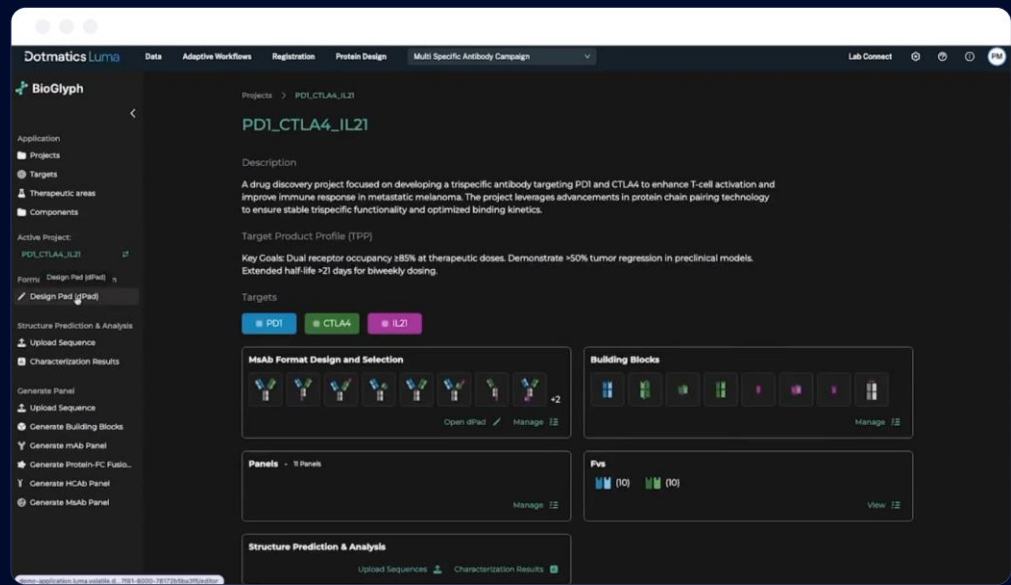 Dotmatics Luma
Data
Adaptive Workflows
Registration
Protein Design
Multi Specific Antibody Campaign
Lab Connect
PM
BioGlyph
Application
Projects
Targets
Therapeutic areas
Components
Active Project:
PD1_CTLA4_IL21
Design Pad (dPad)
Design Pad (dPad)
Structure Prediction & Analysis
Upload Sequence
Characterization Results
Generate Panel
Upload Sequence
Generate Building Blocks
Generate mAb Panel
Generate Protein-FC Fusio...
Generate HCAb Panel
Generate MsAb Panel
Projects > PD1_CTLA4_IL21
PD1_CTLA4_IL21
Description
A drug discovery project focused on developing a trispecific antibody targeting PD1 and CTLA4 to enhance T-cell activation and
improve immune response in metastatic melanoma. The project leverages advancements in protein chain pairing technology
to ensure stable trispecific functionality and optimized binding kinetics.
Target Product Profile (TPP)
Key Goals: Dual receptor occupancy ≥85% at therapeutic doses. Demonstrate >50% tumor regression in preclinical models.
Extended half-life >21 days for biweekly dosing.
Targets
PD1
CTLA4
IL21
MsAb Format Design and Selection
+2
Open dPad
Manage
Building Blocks
Manage
Panels - 11 Panels
Manage
Fvs
(10)
(10)
View
Structure Prediction & Analysis
Upload Sequences
Characterization Results